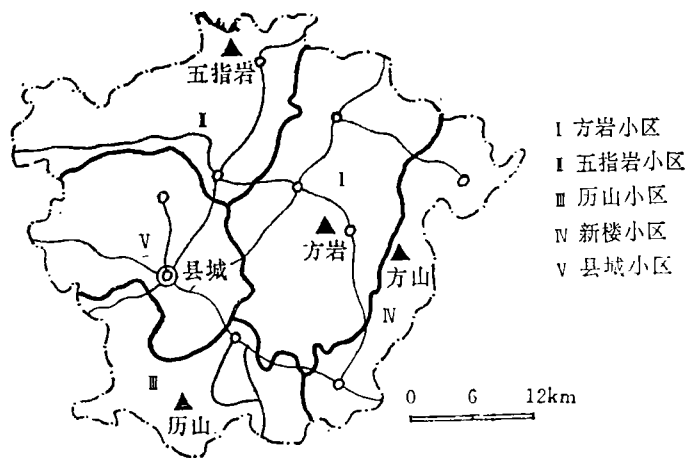 五指岩
Ⅱ
Ⅰ
方岩
方山
Ⅴ
县城
Ⅳ
Ⅲ
历山
Ⅰ 方岩小区
Ⅱ 五指岩小区
Ⅲ 历山小区
Ⅳ 新楼小区
Ⅴ 县城小区
0 6 12km